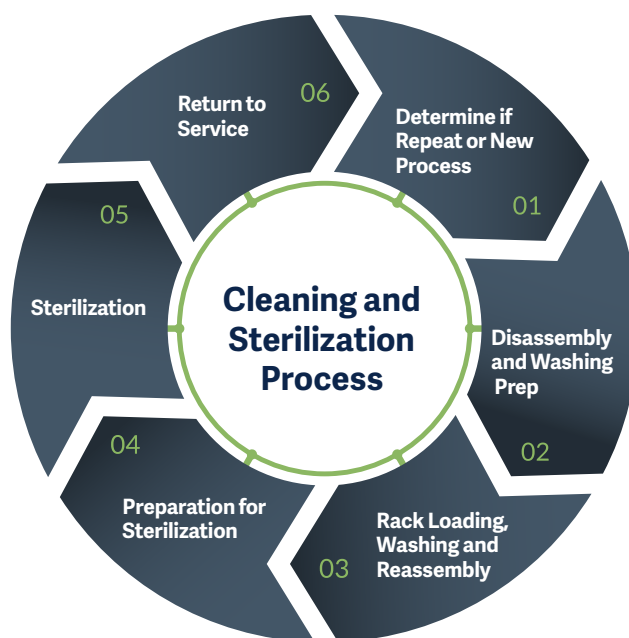 Cleaning and
Sterilization
Process
01
Determine if
Repeat or New
Process
02
Disassembly
and Washing
Prep
03
Rack Loading,
Washing and
Reassembly
04
Preparation for
Sterilization
05
Sterilization
06
Return to
Service